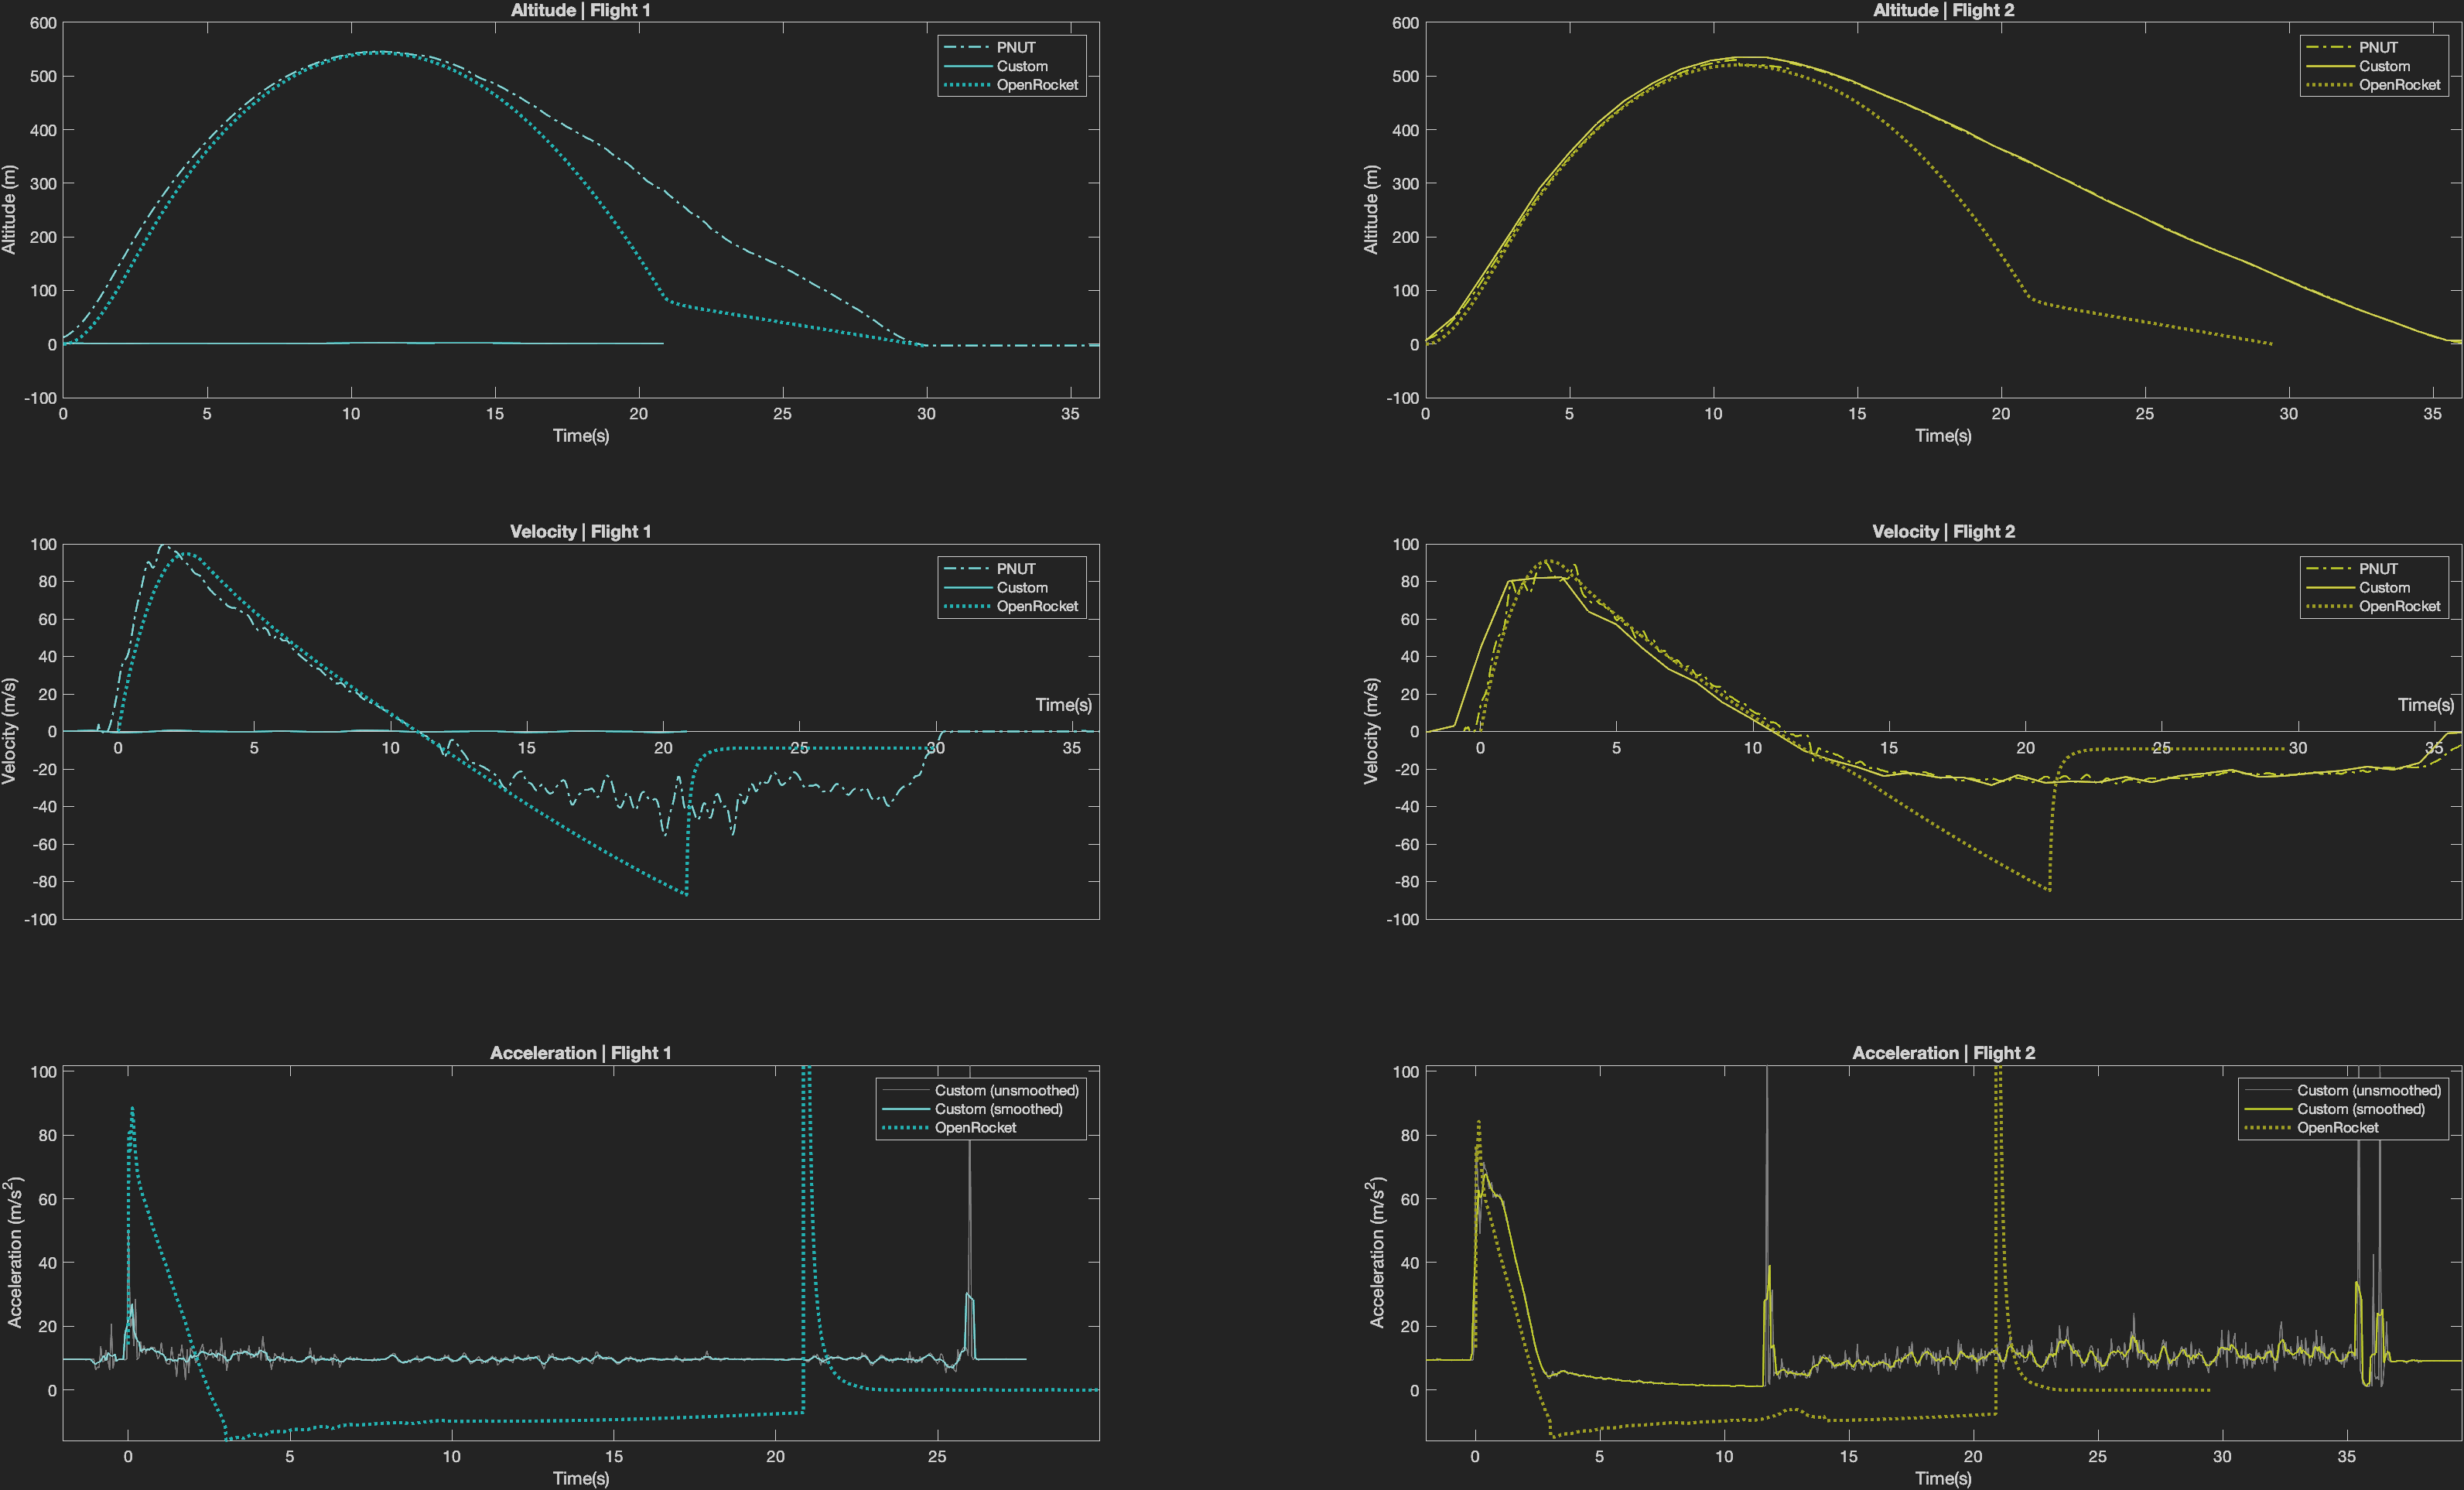 Altitude | Flight 1
600
500
400
300
200
100
0
-100
Altitude (m)
0 5 10 15 20 25 30 35
Time(s)
PNUT
Custom
OpenRocket
Altitude | Flight 2
600
500
400
300
200
100
0
-100
Altitude (m)
0 5 10 15 20 25 30 35
Time(s)
PNUT
Custom
OpenRocket
Velocity | Flight 1
100
80
60
40
20
0
-20
-40
-60
-80
-100
Velocity (m/s)
0 5 10 15 20 25 30 35
Time(s)
PNUT
Custom
OpenRocket
Velocity | Flight 2
100
80
60
40
20
0
-20
-40
-60
-80
-100
Velocity (m/s)
0 5 10 15 20 25 30 35
Time(s)
PNUT
Custom
OpenRocket
Acceleration | Flight 1
100
80
60
40
20
0
Acceleration (m/s²)
0 5 10 15 20 25
Time(s)
Custom (unsmoothed)
Custom (smoothed)
OpenRocket
Acceleration | Flight 2
100
80
60
40
20
0
Acceleration (m/s²)
0 5 10 15 20 25 30 35
Time(s)
Custom (unsmoothed)
Custom (smoothed)
OpenRocket